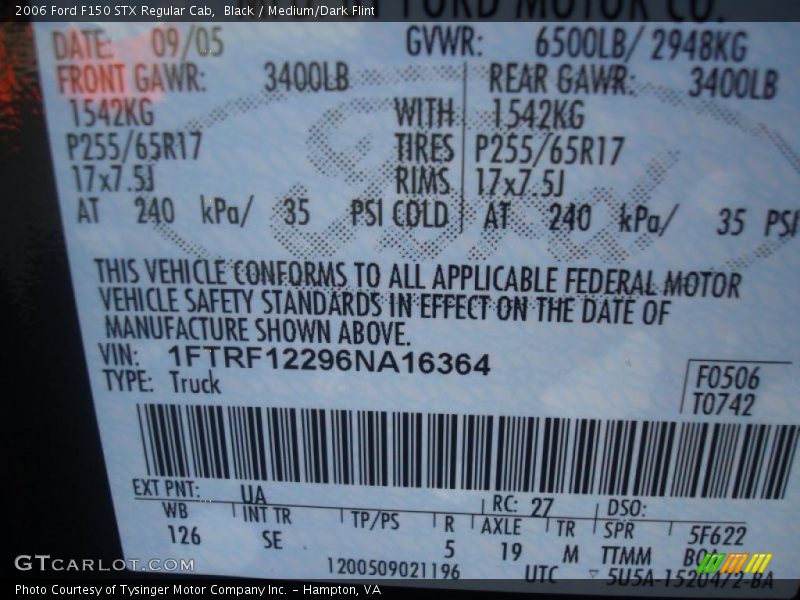 2006 Ford F150 STX Regular Cab,  Black / Medium/Dark Flint
FORD MOTOR CO.
DATE: 09/05 GVWR: 6500LB/ 2948KG
FRONT GAWR: 3400LB REAR GAWR: 3400LB
1542KG WITH 1542KG
P255/65R17 TIRES P255/65R17
17x7.5J RIMS 17x7.5J
AT 240 kPa/ 35 PSI COLD AT 240 kPa/ 35 PSI
Ford
THIS VEHICLE CONFORMS TO ALL APPLICABLE FEDERAL MOTOR
VEHICLE SAFETY STANDARDS IN EFFECT ON THE DATE OF
MANUFACTURE SHOWN ABOVE.
VIN: 1FTRF12296NA16364
TYPE: Truck
F0506
T0742
EXT PNT: UA RC: 27 DSO:
WB INT TR TP/PS R AXLE TR SPR 5F622
126 SE 5 19 M TTMM
1200509021196 UTC ▽ 5U5A-1520472-BA
GTCARLOT.COM
Photo Courtesy of Tysinger Motor Company Inc. - Hampton, VA